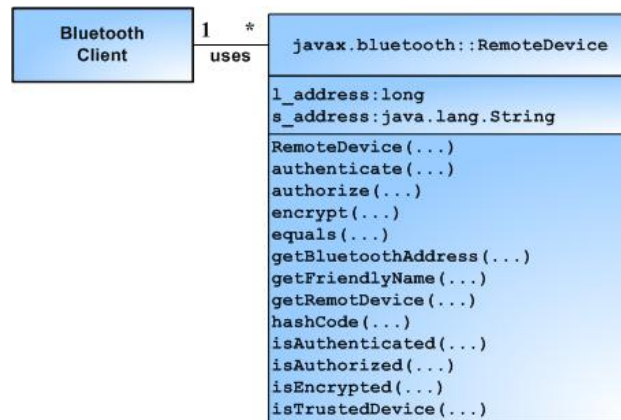 Bluetooth
Client
1 *
uses
javax.bluetooth::RemoteDevice
l_address:long
s_address:java.lang.String
RemoteDevice(...)
authenticate(...)
authorize(...)
encrypt(...)
equals(...)
getBluetoothAddress(...)
getFriendlyName(...)
getRemotDevice(...)
hashCode(...)
isAuthenticated(...)
isAuthorized(...)
isEncrypted(...)
isTrustedDevice(...)